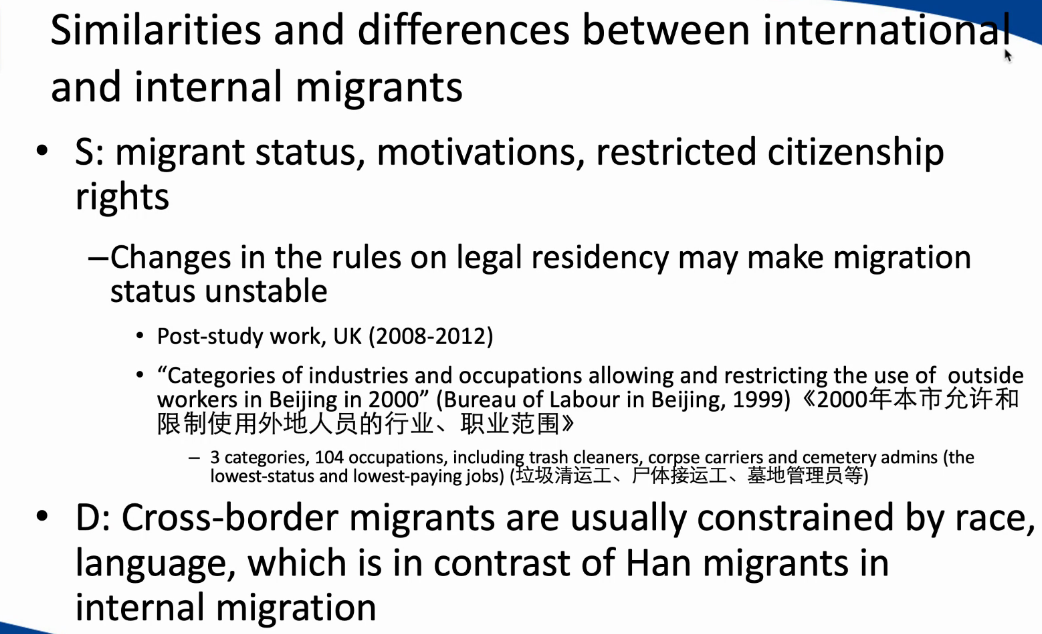 Similarities and differences between international
and internal migrants
• S: migrant status, motivations, restricted citizenship
rights
–Changes in the rules on legal residency may make migration
status unstable
• Post-study work, UK (2008-2012)
• “Categories of industries and occupations allowing and restricting the use of outside
workers in Beijing in 2000” (Bureau of Labour in Beijing, 1999)《2000年本市允许和
限制使用外地人员的行业、职业范围》
– 3 categories, 104 occupations, including trash cleaners, corpse carriers and cemetery admins (the
lowest-status and lowest-paying jobs) (垃圾清运工、尸体接运工、墓地管理员等)
• D: Cross-border migrants are usually constrained by race,
language, which is in contrast of Han migrants in
internal migration